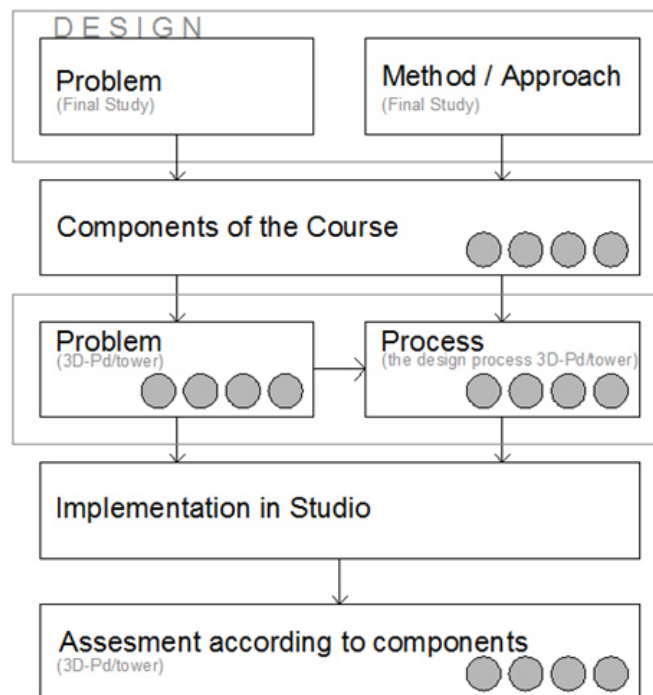 DESIGN
Problem
(Final Study)
Method / Approach
(Final Study)
Components of the Course
Problem
(3D-Pd/tower)
Process
(the design process 3D-Pd/tower)
Implementation in Studio
Assesment according to components
(3D-Pd/tower)